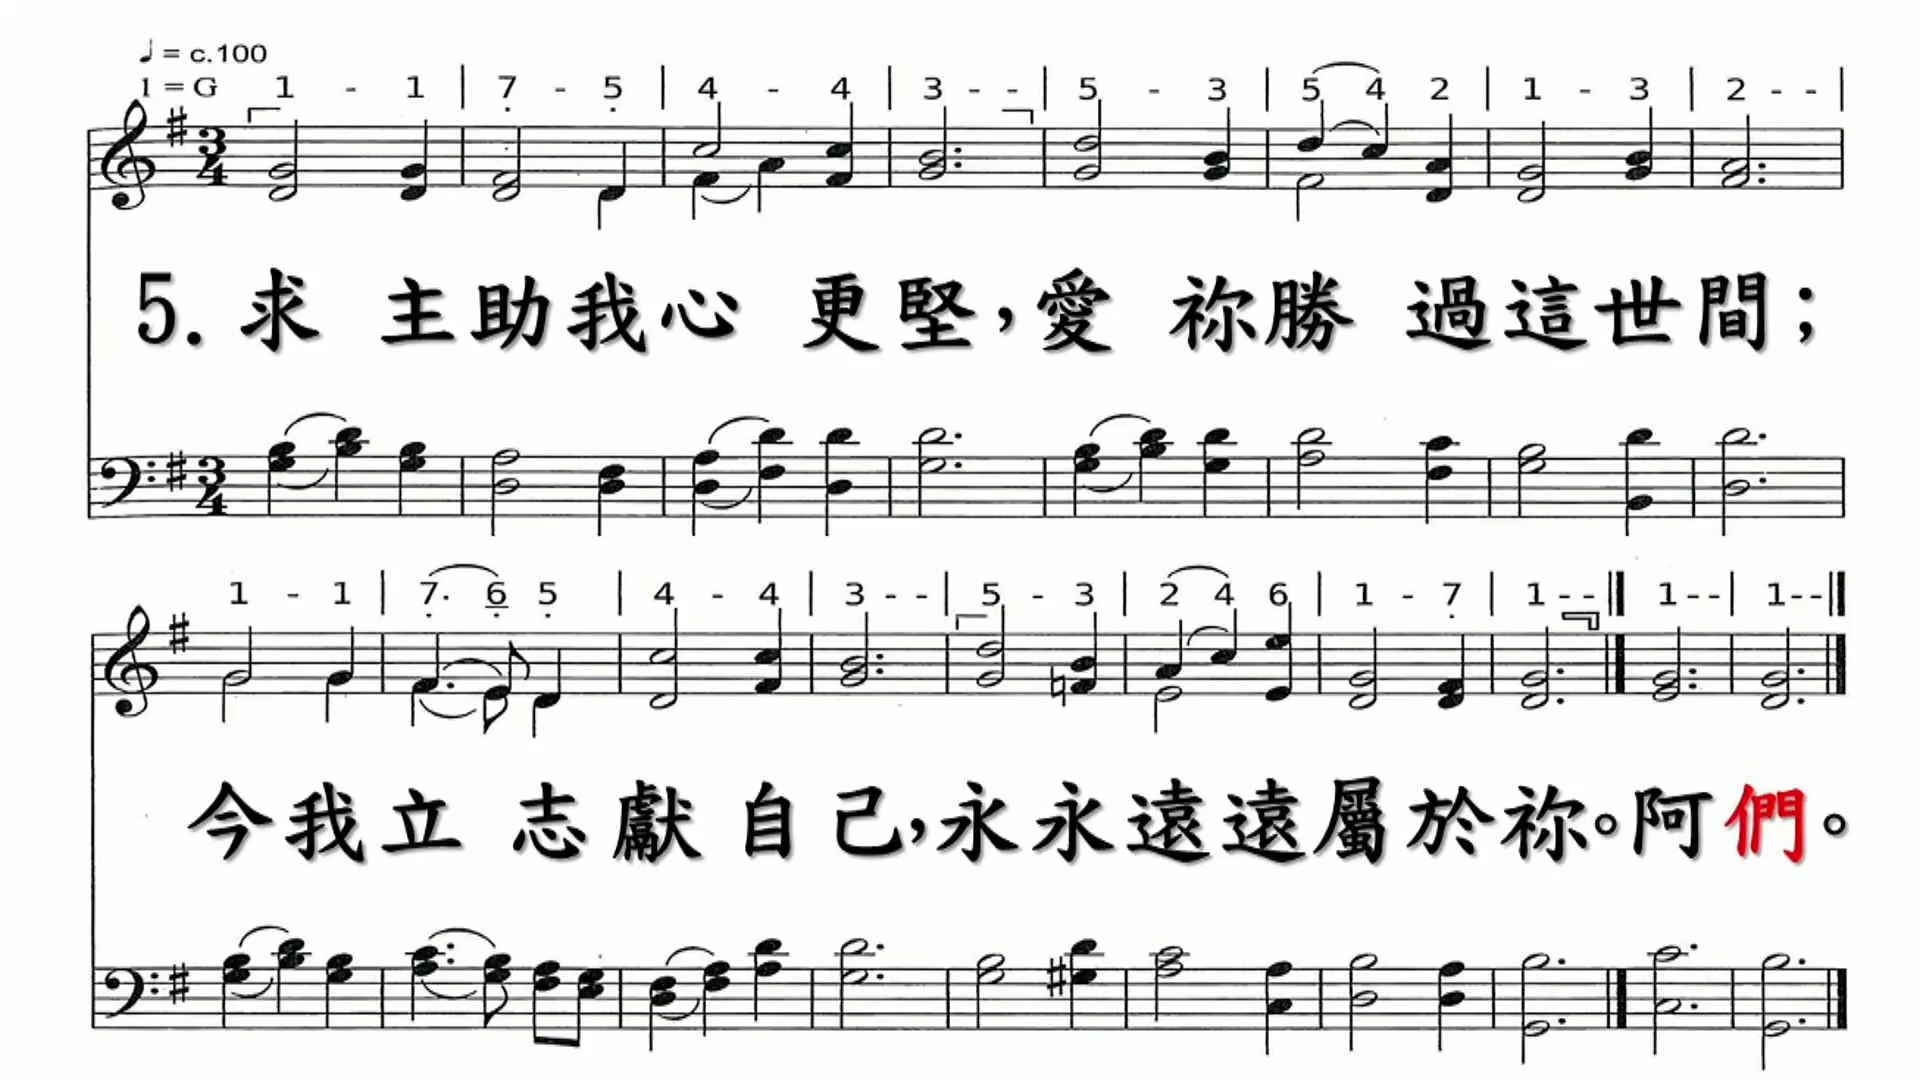 ♩ = c.100
1 = G 1 - 1 | 7 - 5 | 4 - 4 | 3 - - | 5 - 3 | 5 4 2 | 1 - 3 | 2 - - |
5. 求 主助我心 更堅，愛 祢勝 過這世間；
1 - 1 | 7. 6 5 | 4 - 4 | 3 - - | 5 - 3 | 2 4 6 | 1 - 7 | 1 - - || 1 - - | 1 - - ||
今我立 志獻 自己，永永遠遠屬於祢。阿們。